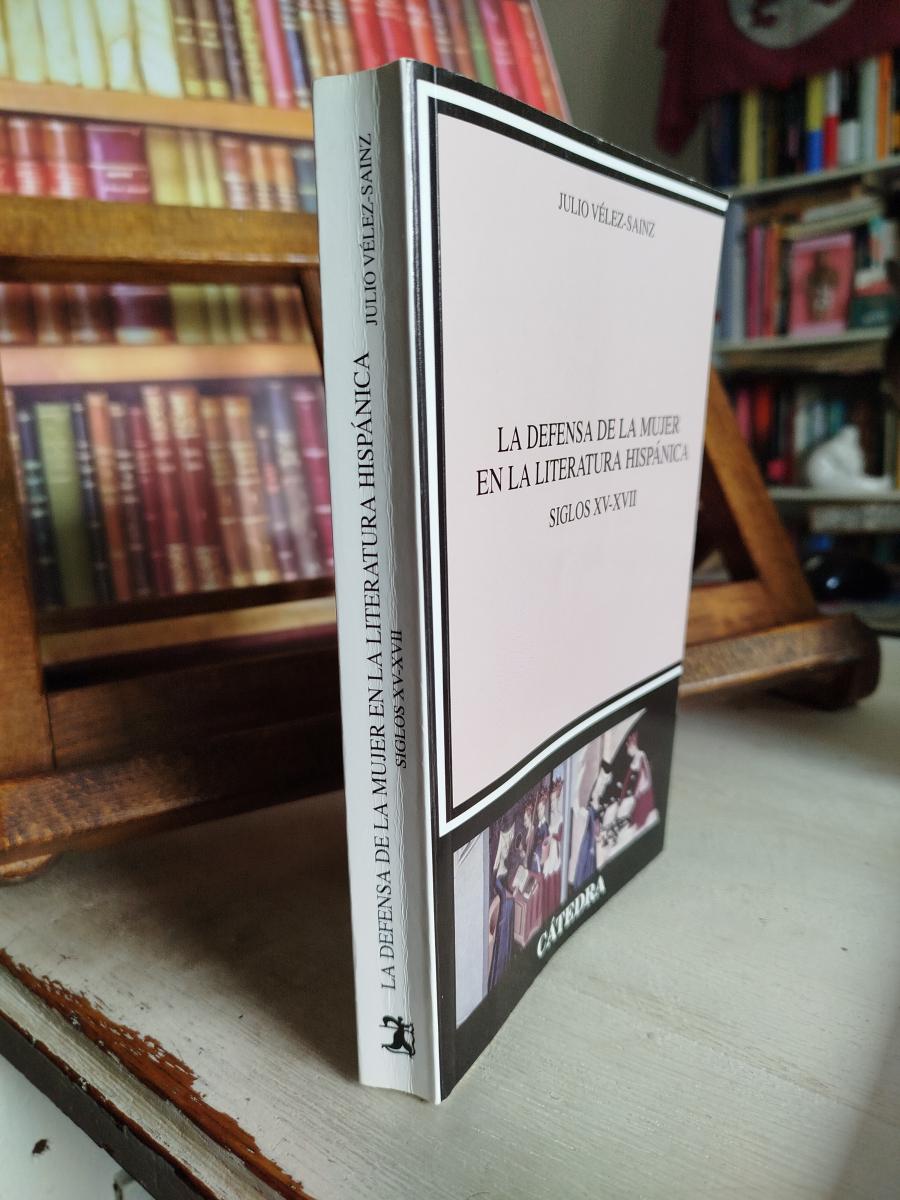 JULIO VÉLEZ-SAINZ
LA DEFENSA DE LA MUJER EN LA LITERATURA HISPÁNICA
SIGLOS XV-XVII
JULIO VÉLEZ-SAINZ
LA DEFENSA DE LA MUJER
EN LA LITERATURA HISPÁNICA
SIGLOS XV-XVII
CÁTEDRA